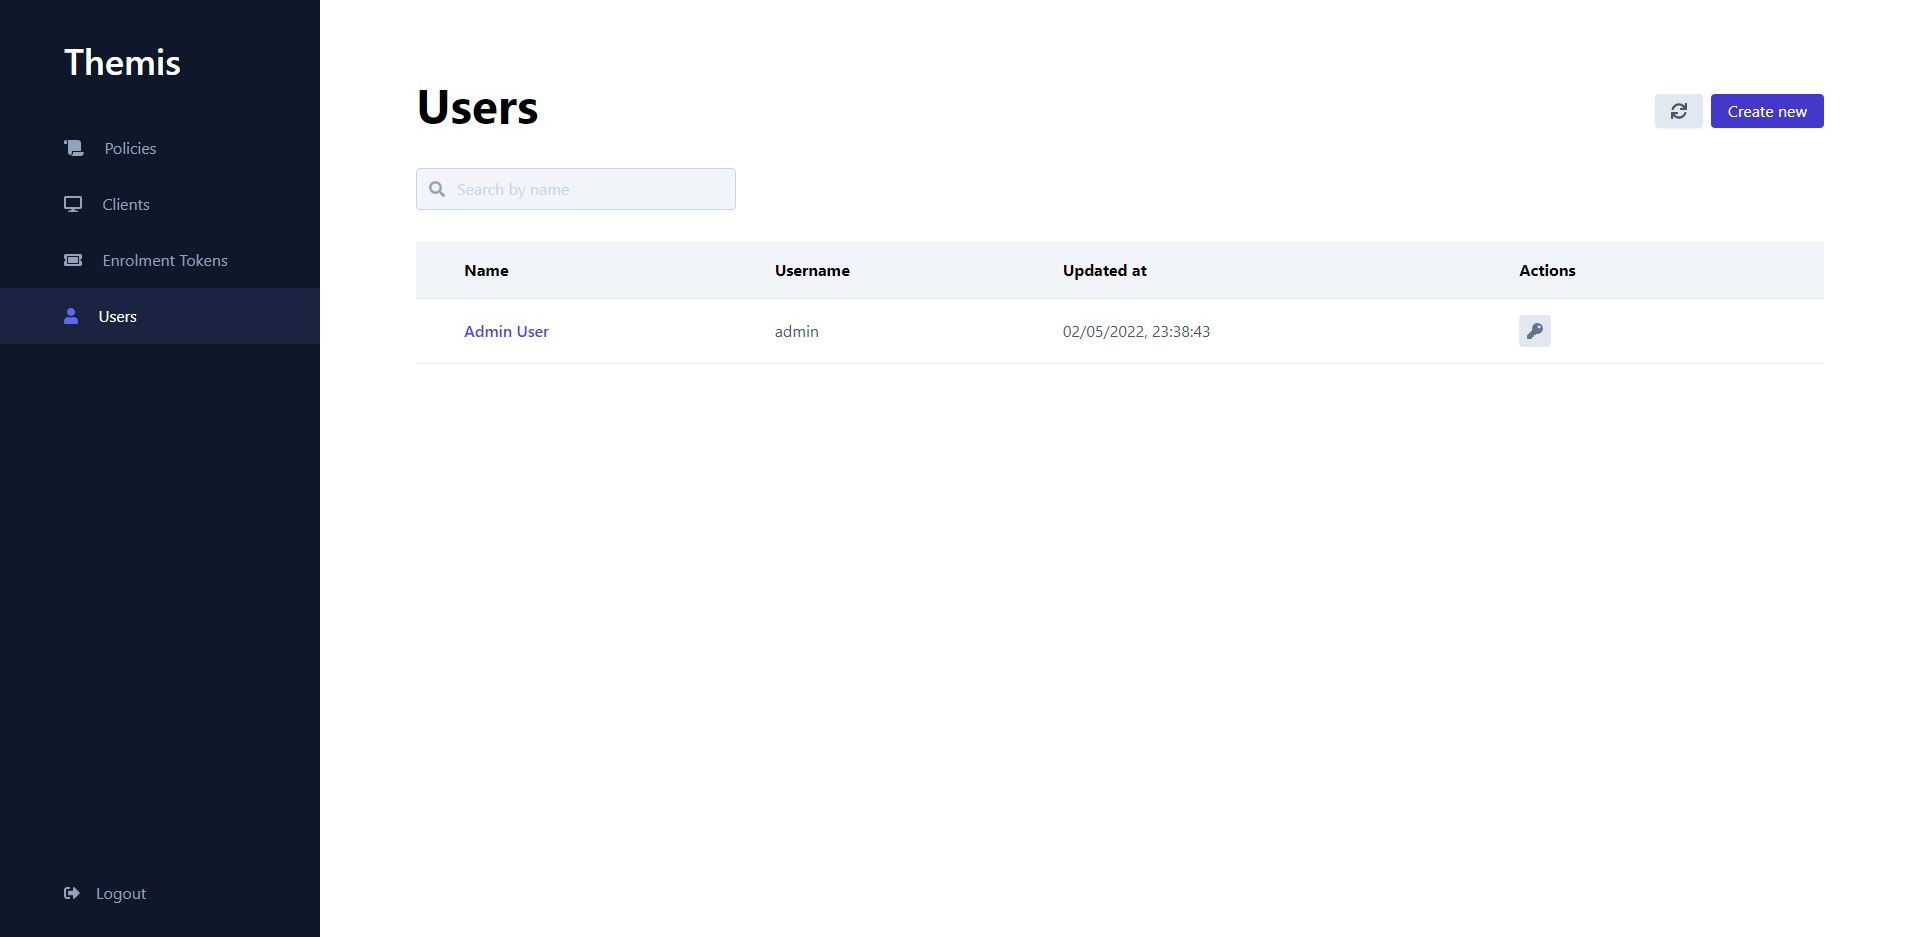 Themis
Policies
Clients
Enrolment Tokens
Users
Logout
Users
Create new
Search by name
Name Username Updated at Actions
Admin User admin 02/05/2022, 23:38:43